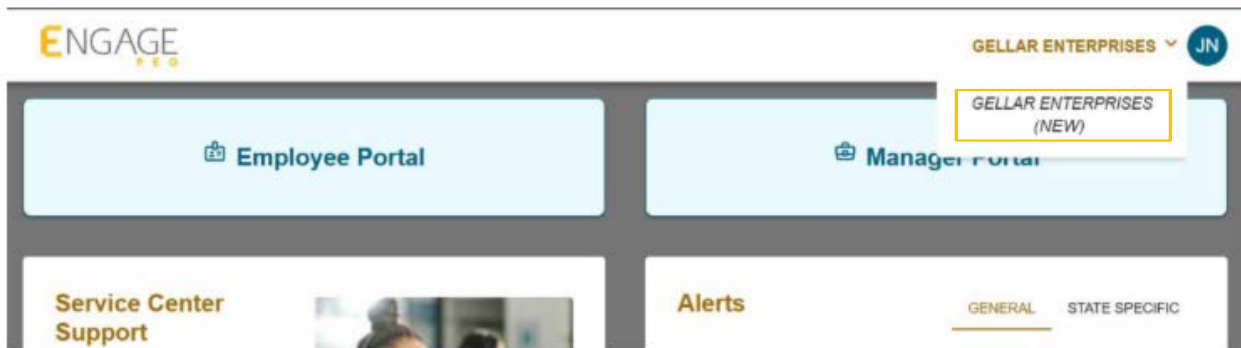 ENGAGE
PEO
GELLAR ENTERPRISES
JN
GELLAR ENTERPRISES
(NEW)
Employee Portal
Manager Portal
Service Center
Support
Alerts
GENERAL
STATE SPECIFIC